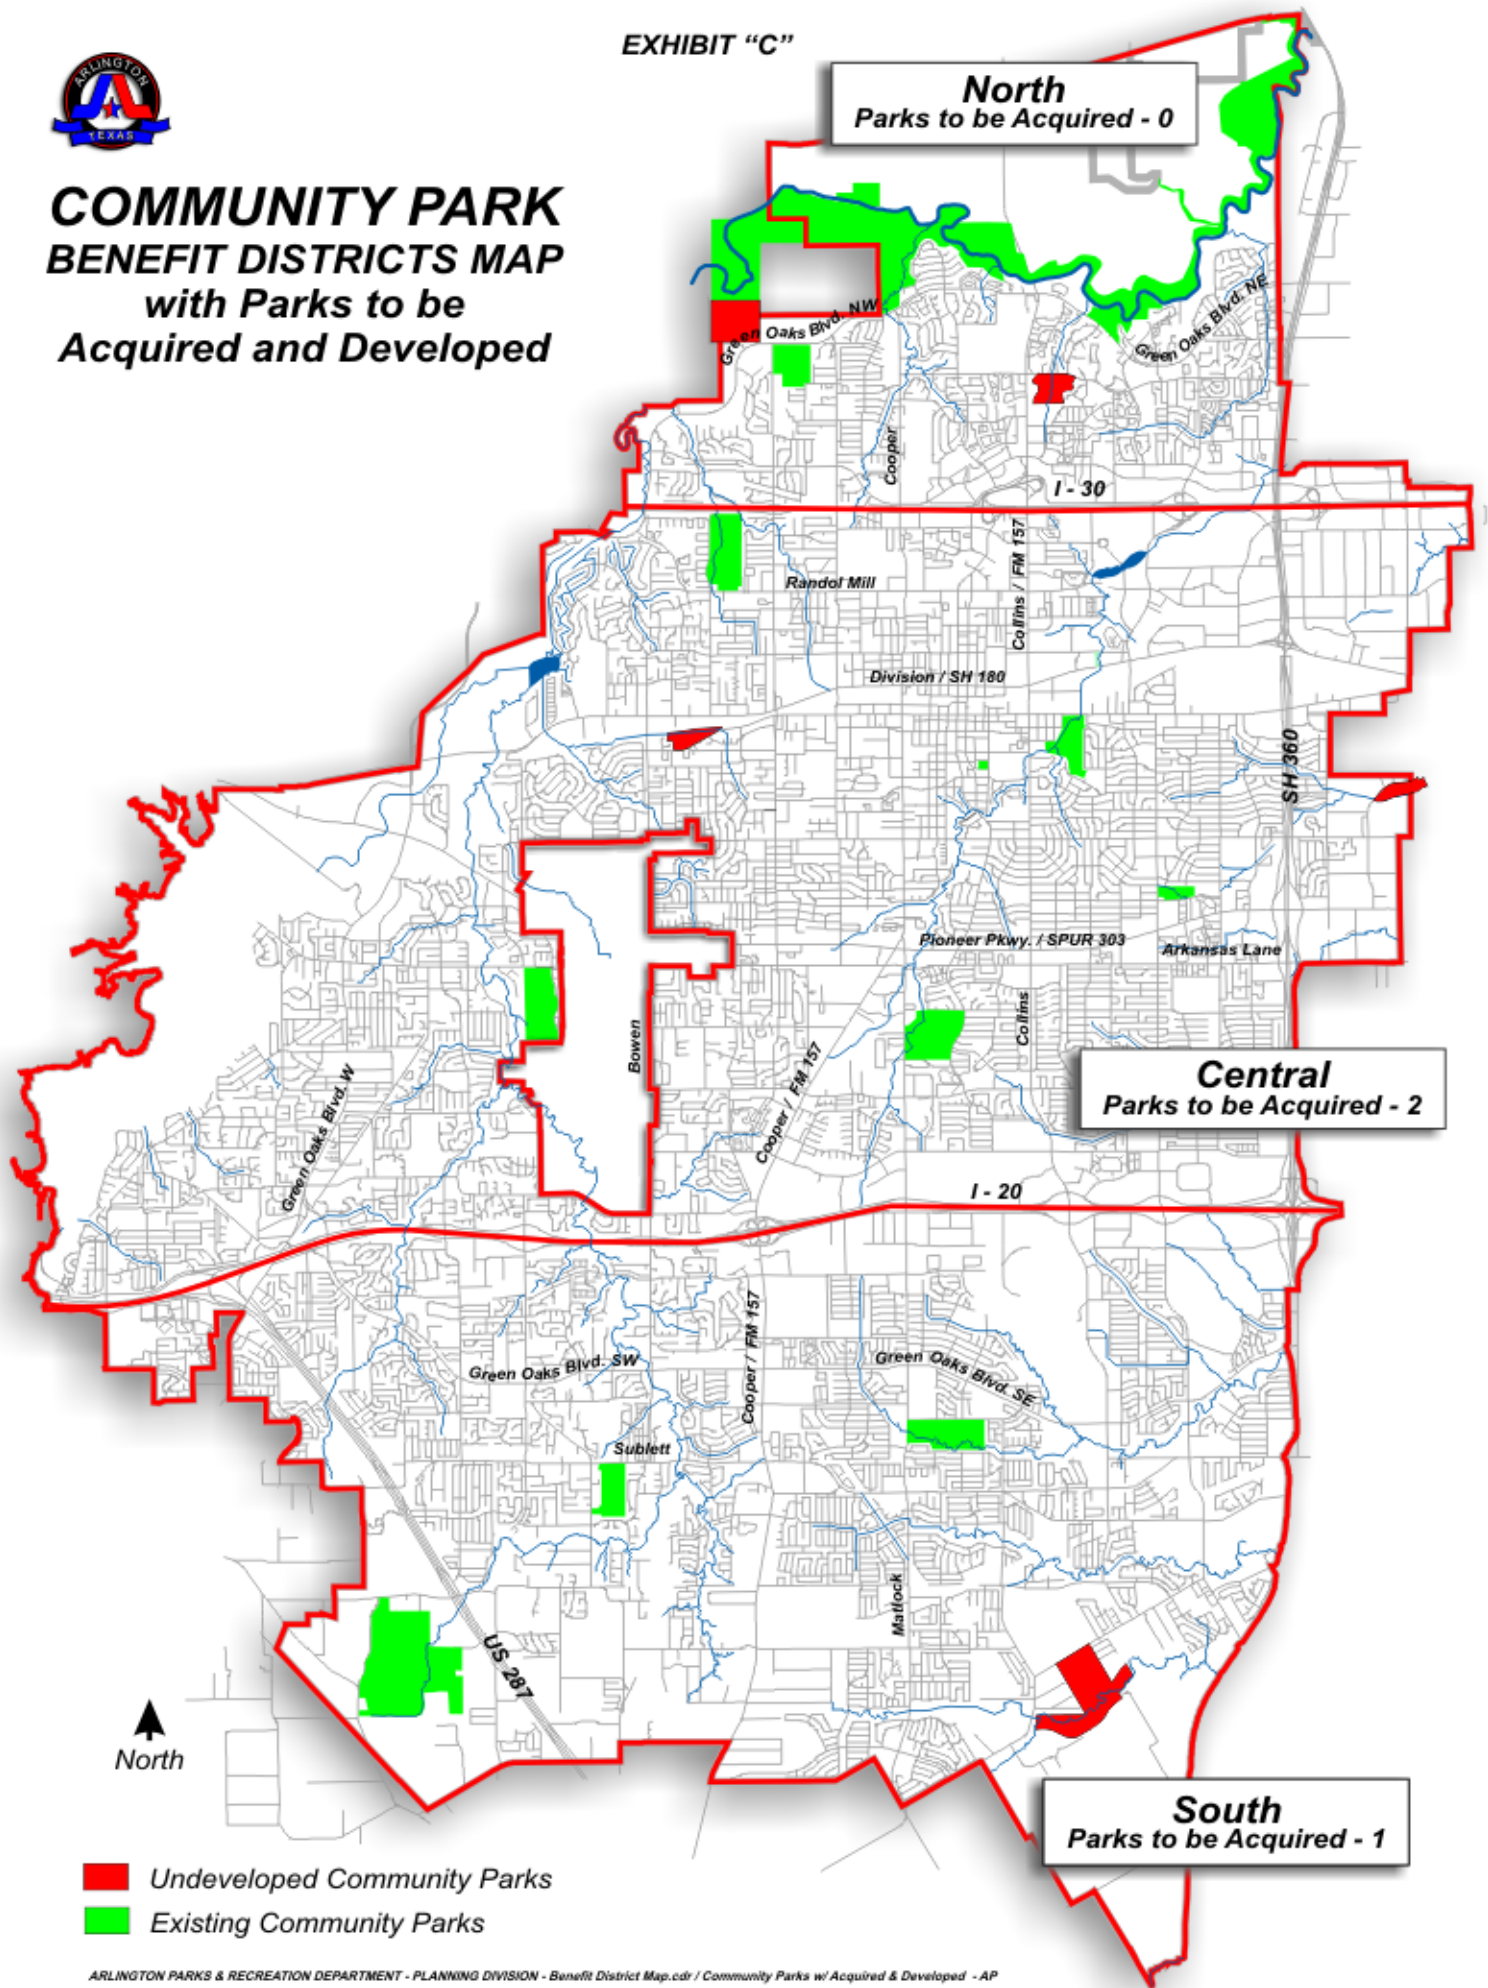 EXHIBIT “C”
ARLINGTON
TEXAS
COMMUNITY PARK
BENEFIT DISTRICTS MAP
with Parks to be
Acquired and Developed
North
Parks to be Acquired - 0
Green Oaks Blvd. NW
Green Oaks Blvd. NE
Cooper
I - 30
Collins / FM 157
Randol Mill
Division / SH 180
SH 360
Pioneer Pkwy. / SPUR 303
Arkansas Lane
Collins
Bowen
Cooper / FM 157
Green Oaks Blvd. W
Central
Parks to be Acquired - 2
I - 20
Cooper / FM 157
Green Oaks Blvd. SW
Green Oaks Blvd. SE
Sublett
Matlock
US 287
North
South
Parks to be Acquired - 1
Undeveloped Community Parks
Existing Community Parks
ARLINGTON PARKS & RECREATION DEPARTMENT - PLANNING DIVISION - Benefit District Map.cdr / Community Parks w/ Acquired & Developed - AP